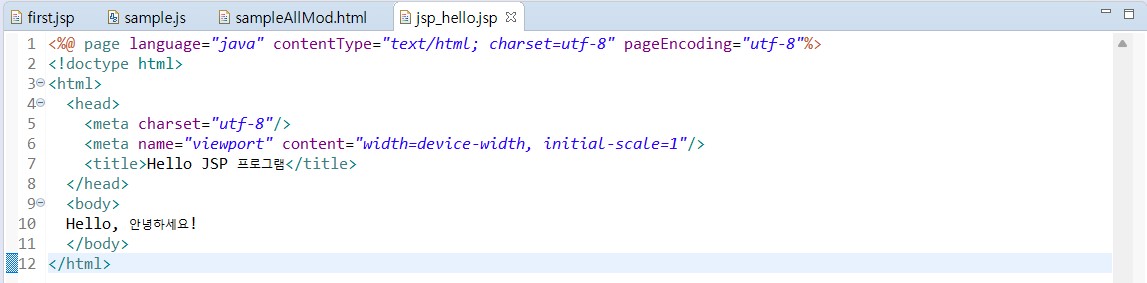 first.jsp sample.js sampleAllMod.html jsp_hello.jsp
1 <%@ page language="java" contentType="text/html; charset=utf-8" pageEncoding="utf-8"%>
2 <!doctype html>
3 <html>
4   <head>
5     <meta charset="utf-8"/>
6     <meta name="viewport" content="width=device-width, initial-scale=1"/>
7     <title>Hello JSP 프로그램</title>
8   </head>
9   <body>
10   Hello, 안녕하세요!
11   </body>
12 </html>